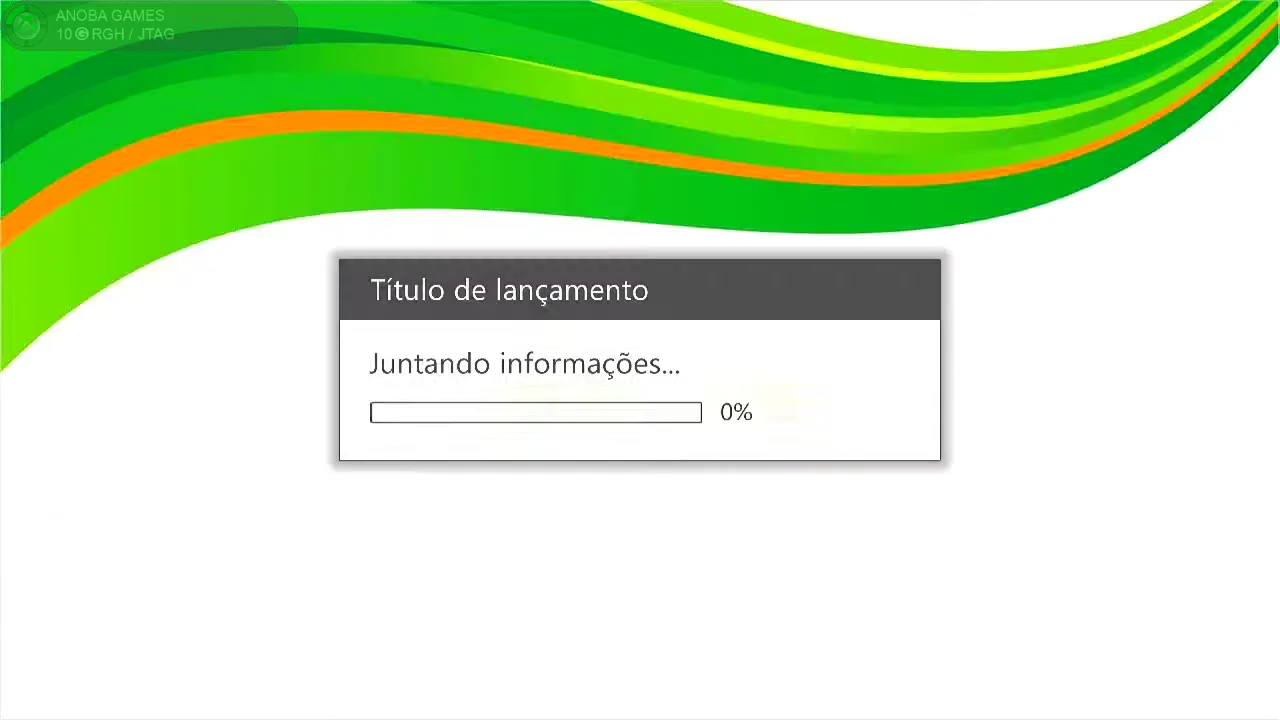 ANOBA GAMES
10 G RGH / JTAG
Título de lançamento
Juntando informações...
0%